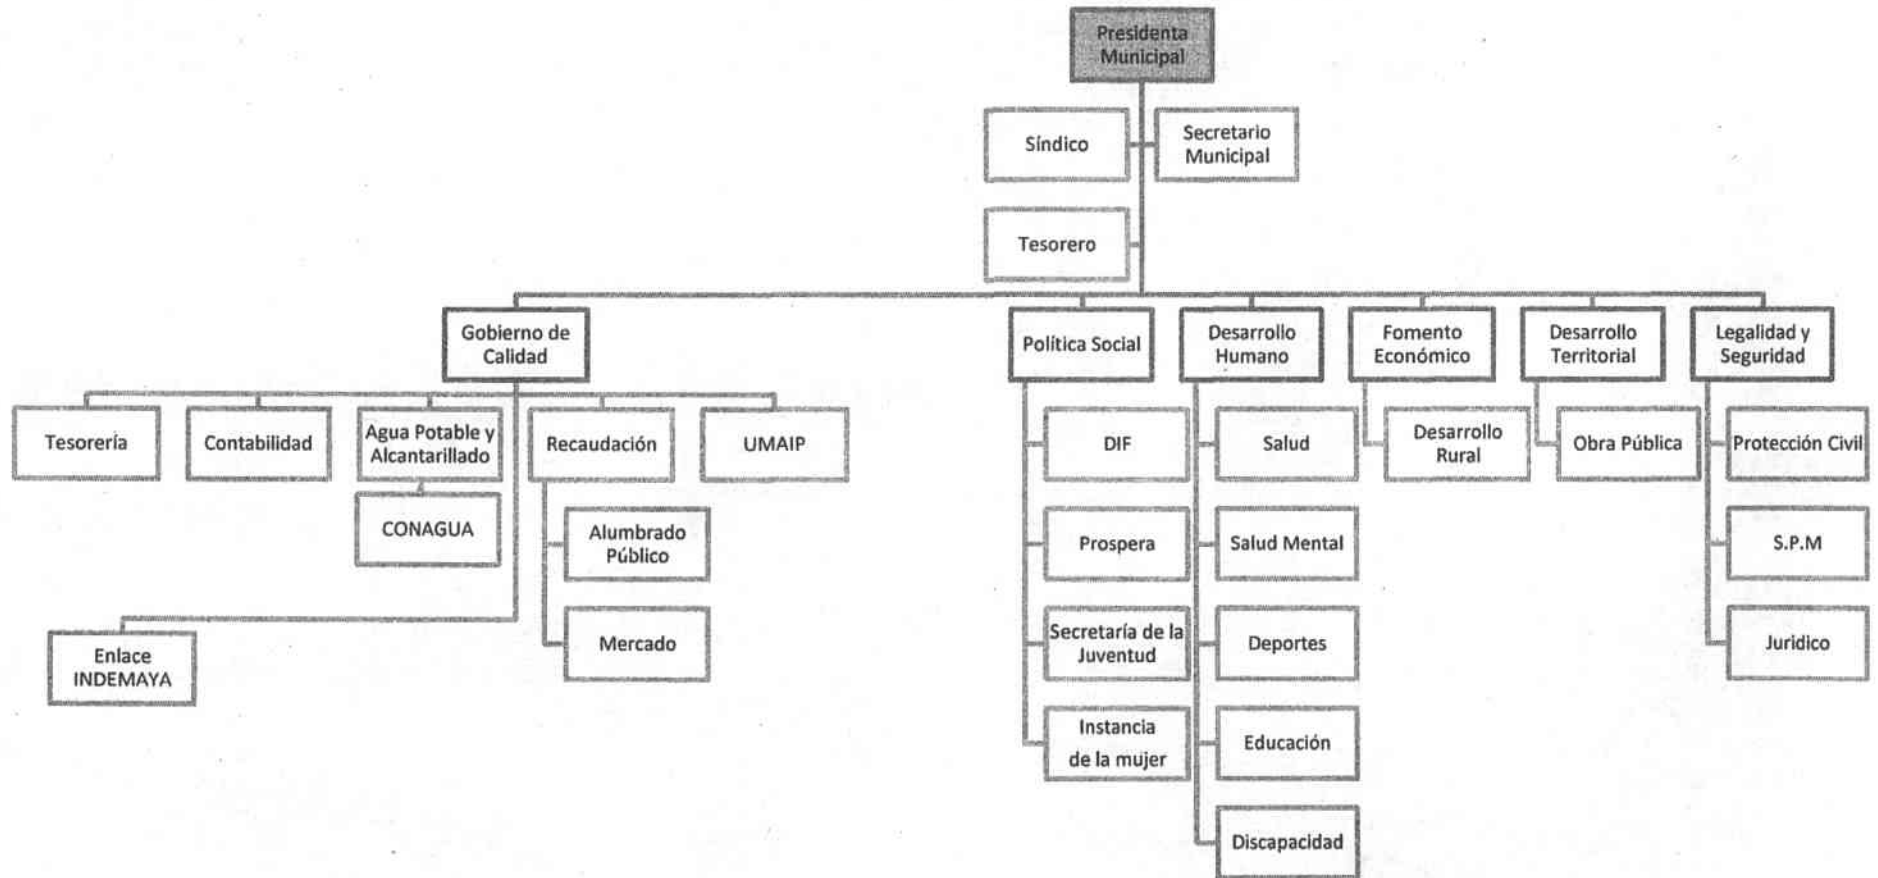 Presidenta
Municipal
Síndico
Secretario
Municipal
Tesorero
Gobierno de
Calidad
Política Social
Desarrollo
Humano
Fomento
Económico
Desarrollo
Territorial
Legalidad y
Seguridad
Tesorería
Contabilidad
Agua Potable y
Alcantarillado
Recaudación
UMAIP
DIF
Salud
Desarrollo
Rural
Obra Pública
Protección Civil
CONAGUA
Alumbrado
Público
Prospera
Salud Mental
S.P.M
Enlace
INDEMAYA
Mercado
Secretaría de la
Juventud
Deportes
Juridico
Instancia
de la mujer
Educación
Discapacidad